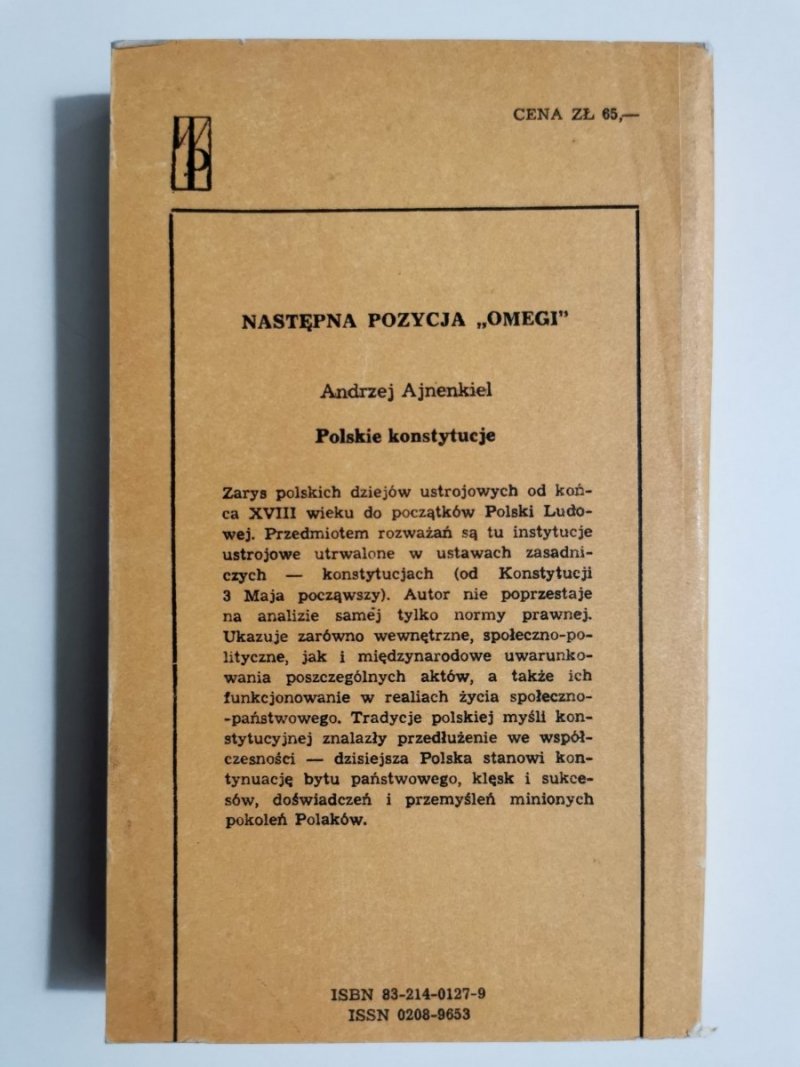 WP
CENA ZŁ 65,—
NASTĘPNA POZYCJA „OMEGI”
Andrzej Ajnenkiel
Polskie konstytucje
Zarys polskich dziejów ustrojowych od koń-
ca XVIII wieku do początków Polski Ludo-
wej. Przedmiotem rozważań są tu instytucje
ustrojowe utrwalone w ustawach zasadni-
czych — konstytucjach (od Konstytucji
3 Maja począwszy). Autor nie poprzestaje
na analizie samej tylko normy prawnej.
Ukazuje zarówno wewnętrzne, społeczno-po-
lityczne, jak i międzynarodowe uwarunko-
wania poszczególnych aktów, a także ich
funkcjonowanie w realiach życia społeczno-
-państwowego. Tradycje polskiej myśli kon-
stytucyjnej znalazły przedłużenie we współ-
czesności — dzisiejsza Polska stanowi kon-
tynuację bytu państwowego, klęsk i sukce-
sów, doświadczeń i przemyśleń minionych
pokoleń Polaków.
ISBN 83-214-0127-9
ISSN 0208-9653